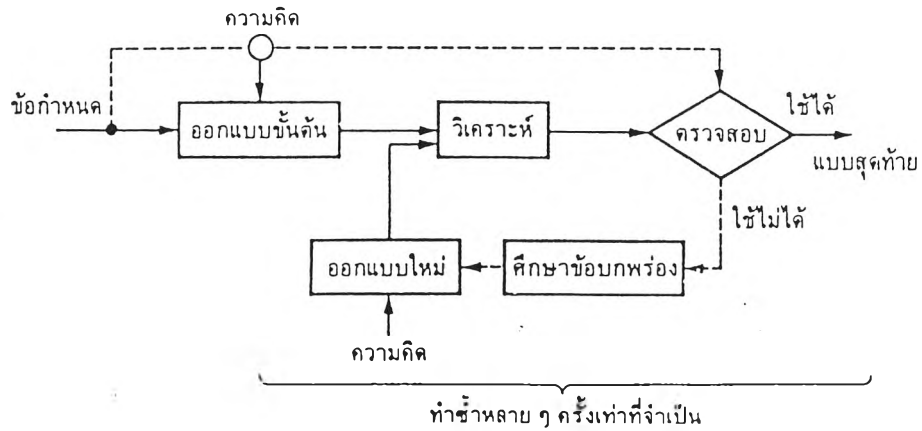 ความคิด
ข้อกำหนด
ออกแบบขั้นต้น
วิเคราะห์
ตรวจสอบ
ใช้ได้
แบบสุดท้าย
ใช้ไม่ได้
ออกแบบใหม่
ศึกษาข้อบกพร่อง
ความคิด
ทำซ้ำหลาย ๆ ครั้งเท่าที่จำเป็น